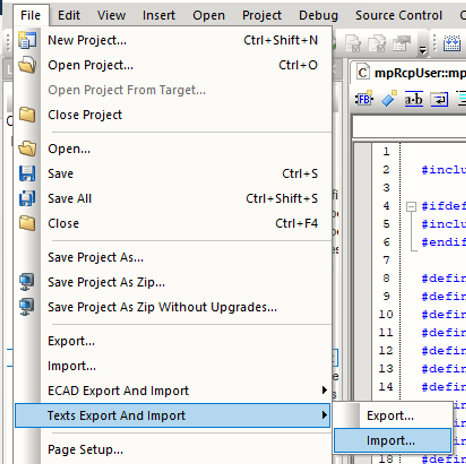 File Edit View Insert Open Project Debug Source Control
New Project... Ctrl+Shift+N
Open Project... Ctrl+O
Open Project From Target...
Close Project
Open...
Save Ctrl+S
Save All Ctrl+Shift+S
Close Ctrl+F4
Save Project As...
Save Project As Zip...
Save Project As Zip Without Upgrades...
Export...
Import...
ECAD Export And Import
Texts Export And Import
Page Setup...
Export...
Import...
mpRcpUser::mp
1
2 #inclu
3
4 #ifdef
5 #inclu
6 #endif
7
8 #defin
9 #defin
10 #defin
11 #defin
12 #defin
13 #defin
14 #defin
18 #defin